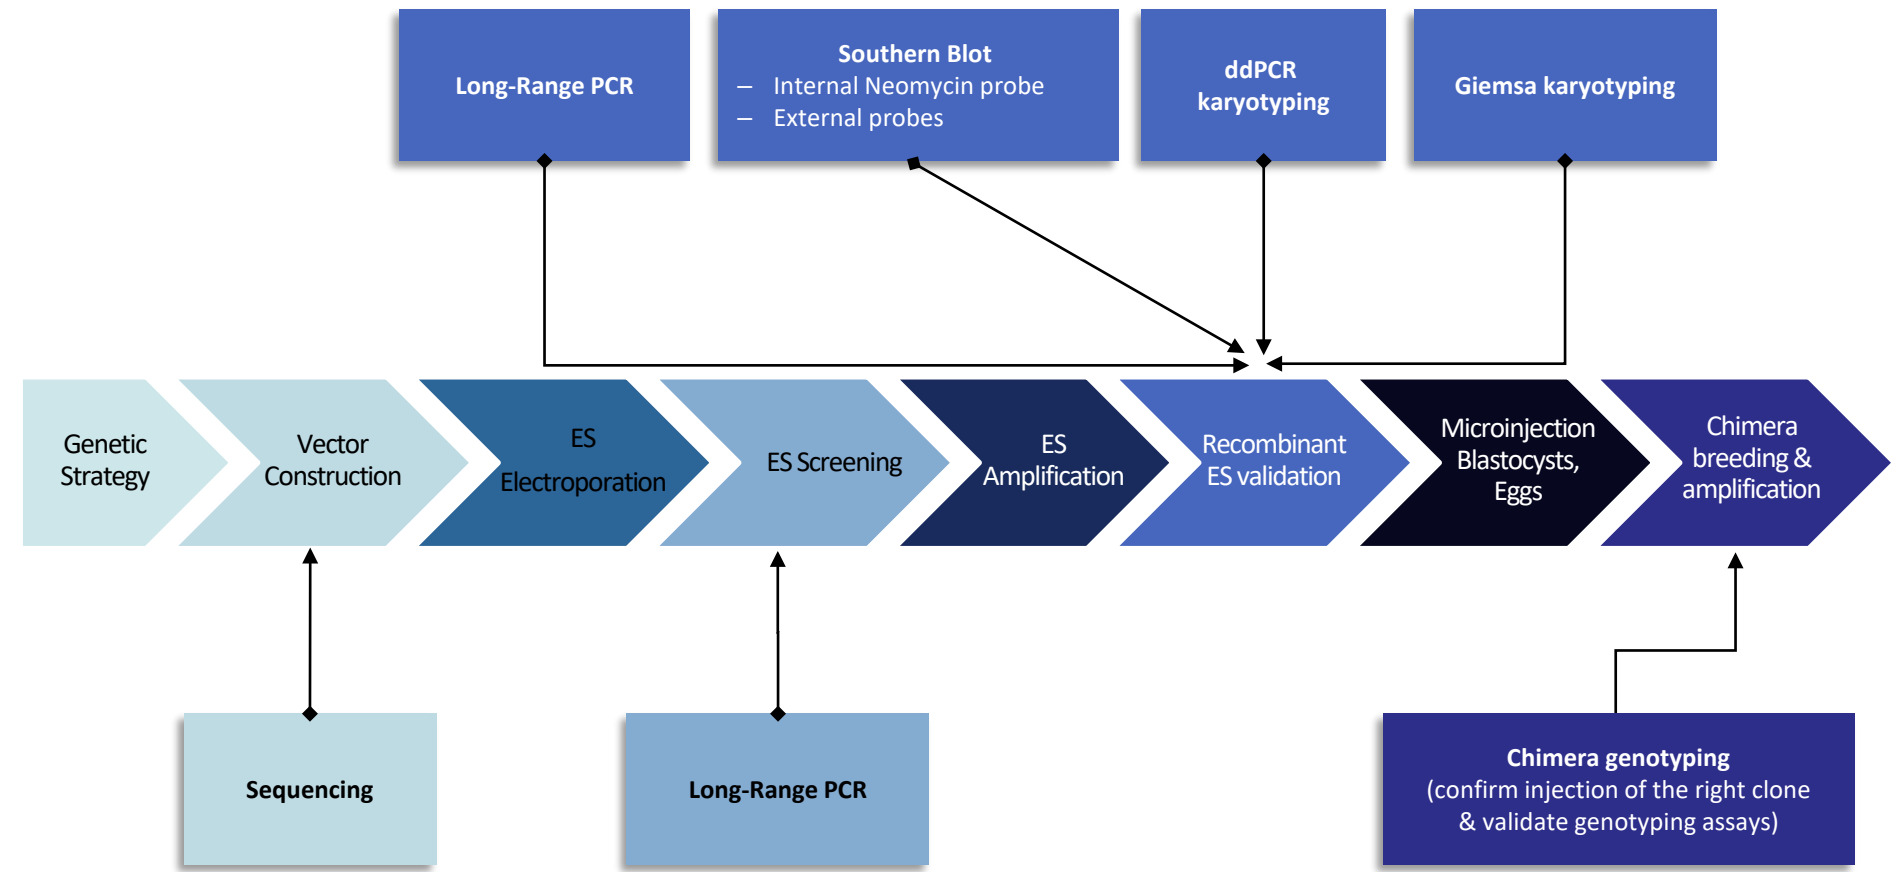 Long-Range PCR
Southern Blot
– Internal Neomycin probe
– External probes
ddPCR
karyotyping
Giemsa karyotyping
Genetic
Strategy
Vector
Construction
ES
Electroporation
ES Screening
ES
Amplification
Recombinant
ES validation
Microinjection
Blastocysts,
Eggs
Chimera
breeding &
amplification
Sequencing
Long-Range PCR
Chimera genotyping
(confirm injection of the right clone
& validate genotyping assays)